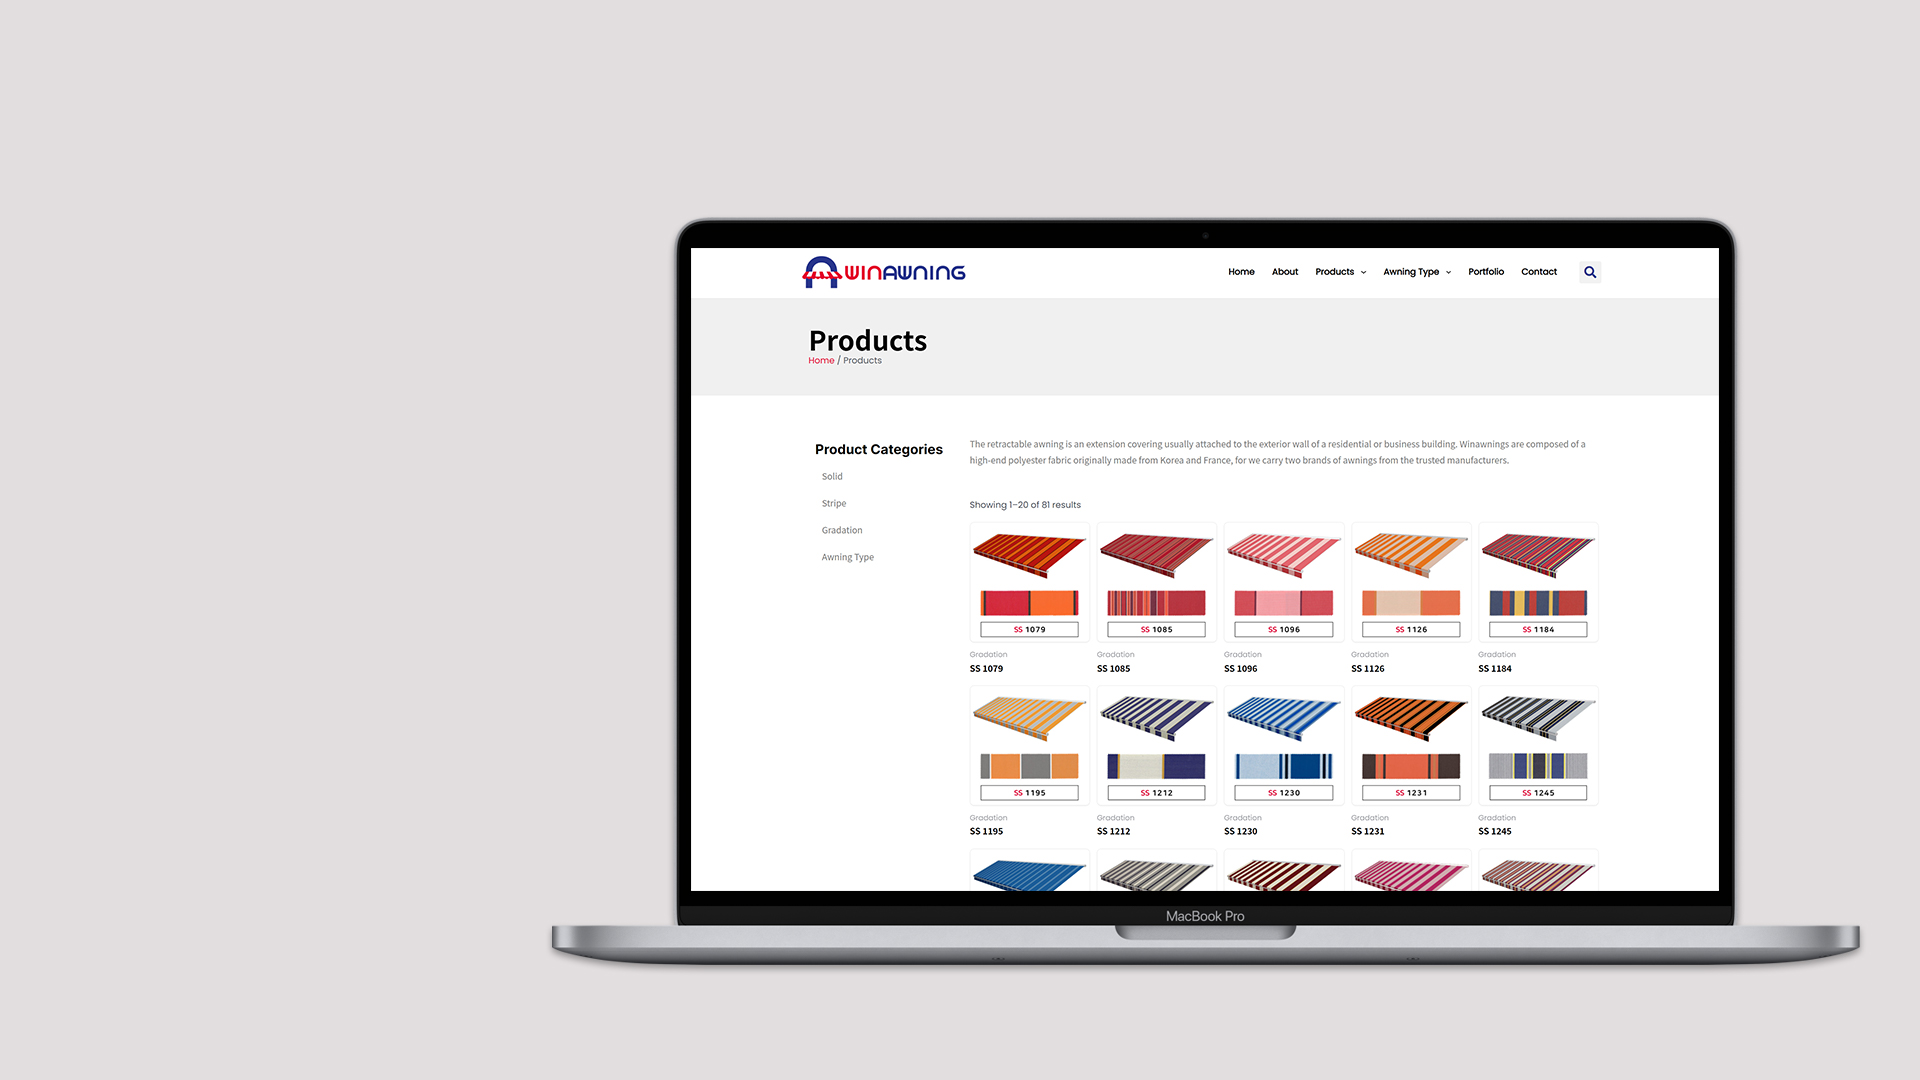 WINAWNING
Home About Products Awning Type Portfolio Contact
Products
Home / Products
Product Categories
Solid
Stripe
Gradation
Awning Type
The retractable awning is an extension covering usually attached to the exterior wall of a residential or business building. Winawnings are composed of a
high-end polyester fabric originally made from Korea and France, for we carry two brands of awnings from the trusted manufacturers.
Showing 1–20 of 81 results
SS 1079 SS 1085 SS 1096 SS 1126 SS 1184
Gradation Gradation Gradation Gradation Gradation
SS 1079 SS 1085 SS 1096 SS 1126 SS 1184
SS 1195 SS 1212 SS 1230 SS 1231 SS 1245
Gradation Gradation Gradation Gradation Gradation
SS 1195 SS 1212 SS 1230 SS 1231 SS 1245
MacBook Pro